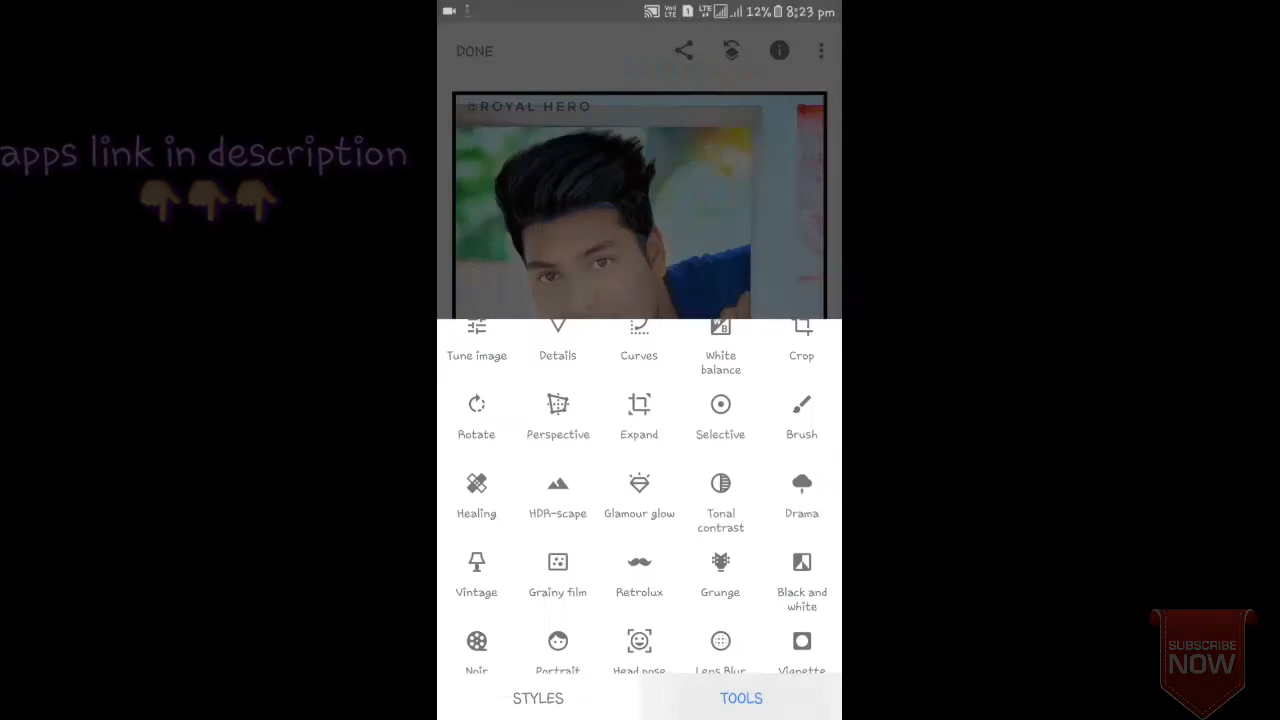 12% 8:23 pm
DONE
ROYAL HERO
apps link in description
Tune image Details Curves White balance Crop
Rotate Perspective Expand Selective Brush
Healing HDR-scape Glamour glow Tonal contrast Drama
Vintage Grainy film Retrolux Grunge Black and white
Noir Portrait Head pose Lens Blur Vignette
STYLES TOOLS
SUBSCRIBE
NOW